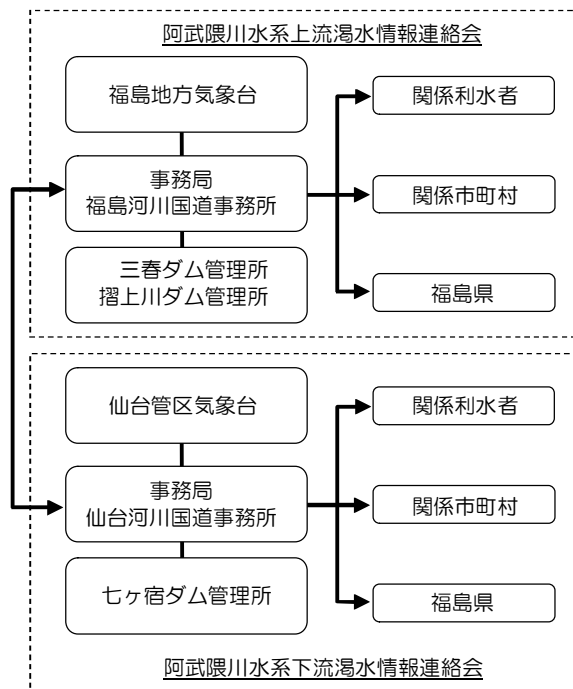 阿武隈川水系上流渇水情報連絡会
福島地方気象台
関係利水者
事務局
福島河川国道事務所
関係市町村
三春ダム管理所
摺上川ダム管理所
福島県
仙台管区気象台
関係利水者
事務局
仙台河川国道事務所
関係市町村
七ヶ宿ダム管理所
福島県
阿武隈川水系下流渇水情報連絡会